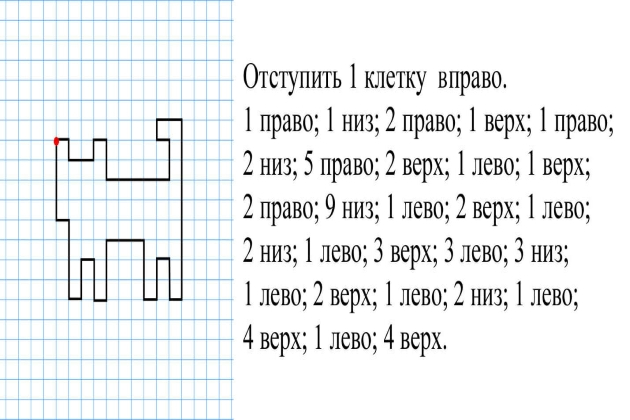 Отступить 1 клетку вправо.
1 право; 1 низ; 2 право; 1 верх; 1 право;
2 низ; 5 право; 2 верх; 1 лево; 1 верх;
2 право; 9 низ; 1 лево; 2 верх; 1 лево;
2 низ; 1 лево; 3 верх; 3 лево; 3 низ;
1 лево; 2 верх; 1 лево; 2 низ; 1 лево;
4 верх; 1 лево; 4 верх.